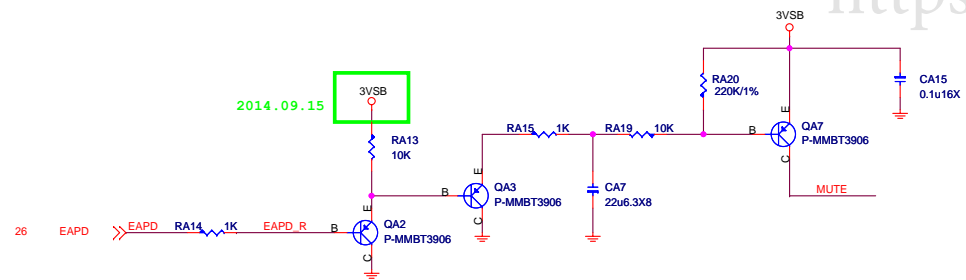 https
3VSB
2014.09.15
3VSB
RA20
220K/1%
CA15
0.1u16X
RA13
10K
RA15 1K
RA19 10K
B
E
QA7
P-MMBT3906
C
MUTE
B
E
QA3
P-MMBT3906
C
CA7
22u6.3X8
26 EAPD
EAPD
RA14 1K
EAPD_R
B
E
QA2
P-MMBT3906
C